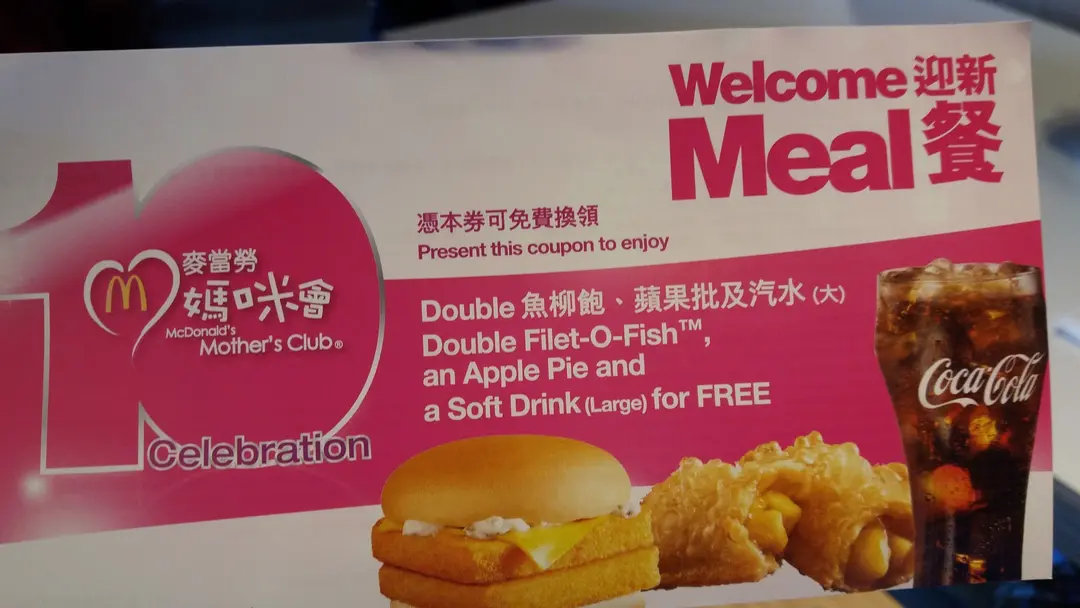 Welcome 迎新
Meal 餐
憑本券可免費換領
Present this coupon to enjoy
10
麥當勞
媽咪會
McDonald's
Mother's Club®
Celebration
Double 魚柳飽、蘋果批及汽水 (大)
Double Filet-O-Fish™,
an Apple Pie and
a Soft Drink (Large) for FREE
Coca-Cola